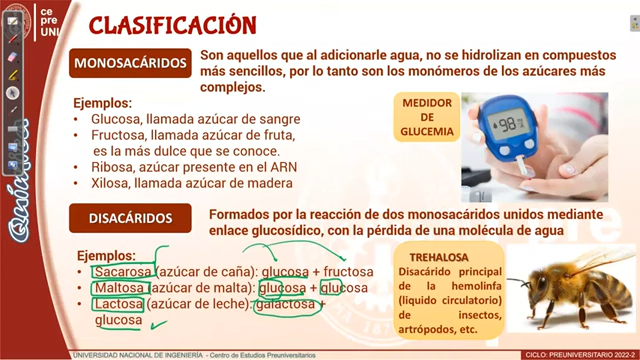 ce
pre
UNI
CLASIFICACIÓN
MONOSACÁRIDOS
Son aquellos que al adicionarle agua, no se hidrolizan en compuestos
más sencillos, por lo tanto son los monómeros de los azúcares más
complejos.
Ejemplos:
• Glucosa, llamada azúcar de sangre
• Fructosa, llamada azúcar de fruta,
es la más dulce que se conoce.
• Ribosa, azúcar presente en el ARN
• Xilosa, llamada azúcar de madera
MEDIDOR
DE
GLUCEMIA
98
DISACÁRIDOS
Formados por la reacción de dos monosacáridos unidos mediante
enlace glucosídico, con la pérdida de una molécula de agua
Ejemplos:
• Sacarosa (azúcar de caña): glucosa + fructosa
• Maltosa (azúcar de malta): glucosa + glucosa
• Lactosa (azúcar de leche): galactosa +
glucosa
TREHALOSA
Disacárido principal
de la hemolinfa
(liquido circulatorio)
de insectos,
artrópodos, etc.
Química
UNIVERSIDAD NACIONAL DE INGENIERÍA - Centro de Estudios Preuniversitarios
CICLO: PREUNIVERSITARIO 2022-2